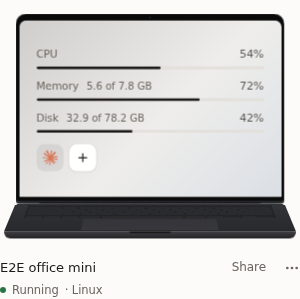 CPU 54%
Memory 5.6 of 7.8 GB 72%
Disk 32.9 of 78.2 GB 42%
+
E2E office mini Share ...
Running · Linux